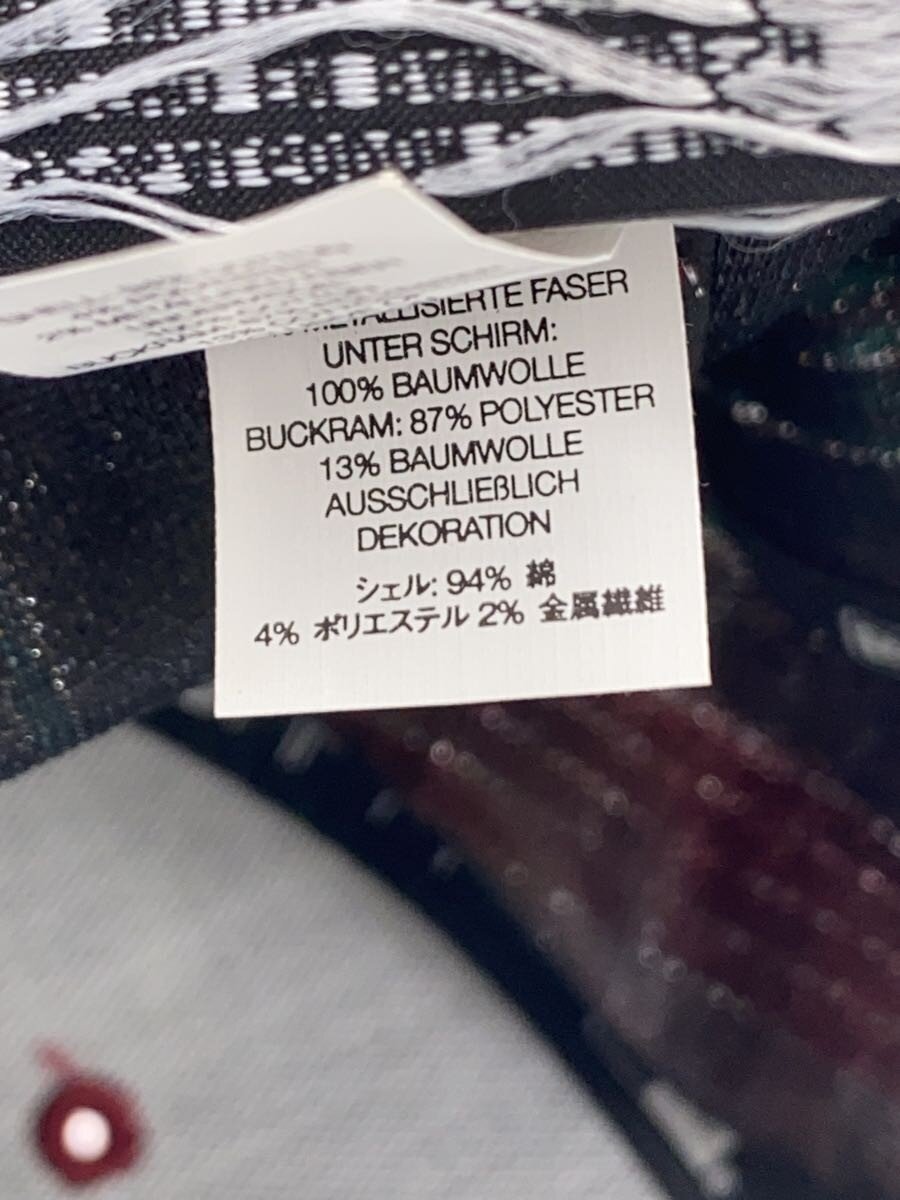 METALLISIERTE FASER
UNTER SCHIRM:
100% BAUMWOLLE
BUCKRAM: 87% POLYESTER
13% BAUMWOLLE
AUSSCHLIEßLICH
DEKORATION
シェル: 94% 綿
4% ポリエステル 2% 金属繊維